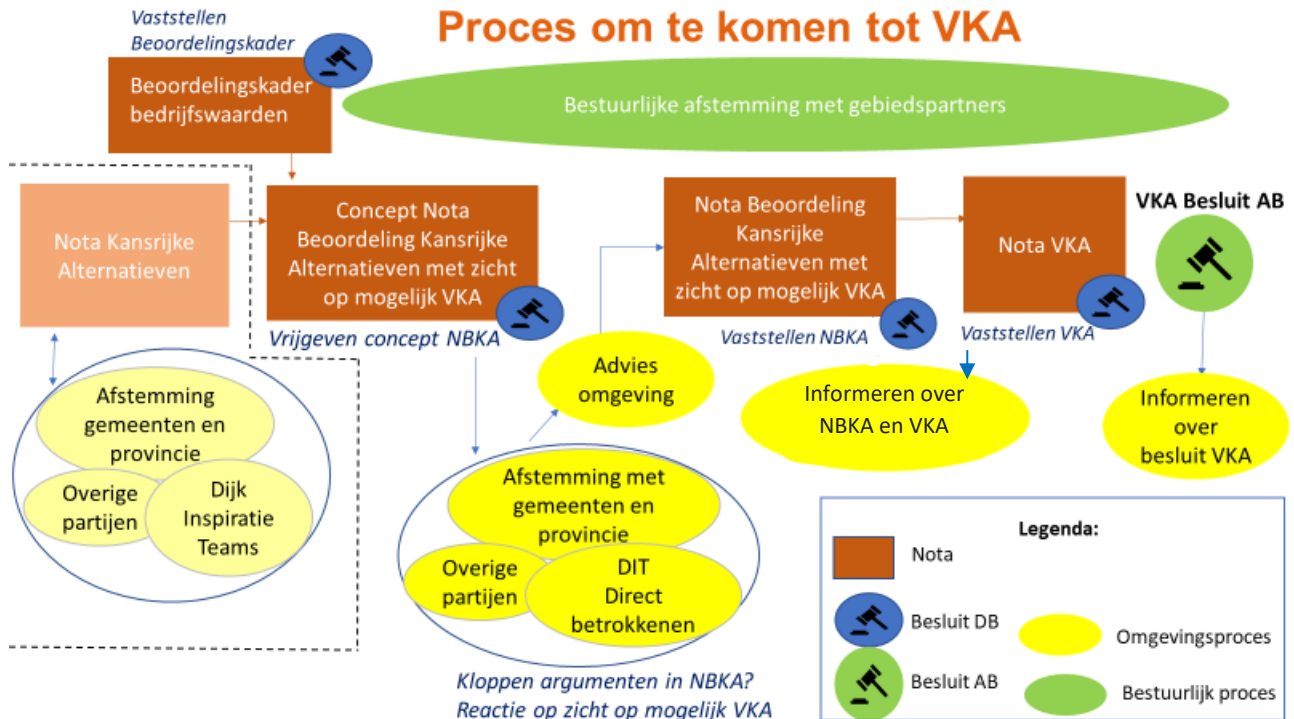 Proces om te komen tot VKA
Vaststellen
Beoordelingskader
Beoordelingskader
bedrijfswaarden
Bestuurlijke afstemming met gebiedspartners
Nota Kansrijke
Alternatieven
Concept Nota
Beoordeling Kansrijke
Alternatieven met zicht
op mogelijk VKA
Vrijgeven concept NBKA
Nota Beoordeling
Kansrijke
Alternatieven met
zicht op mogelijk VKA
Vaststellen NBKA
Nota VKA
Vaststellen VKA
VKA Besluit AB
Afstemming
gemeenten en
provincie
Overige
partijen
Dijk
Inspiratie
Teams
Advies
omgeving
Informeren over
NBKA en VKA
Informeren
over
besluit VKA
Afstemming met
gemeenten en
provincie
Overige
partijen
DIT
Direct
betrokkenen
Kloppen argumenten in NBKA?
Reactie op zicht op mogelijk VKA
Legenda:
Nota
Besluit DB
Omgevingsproces
Besluit AB
Bestuurlijk proces